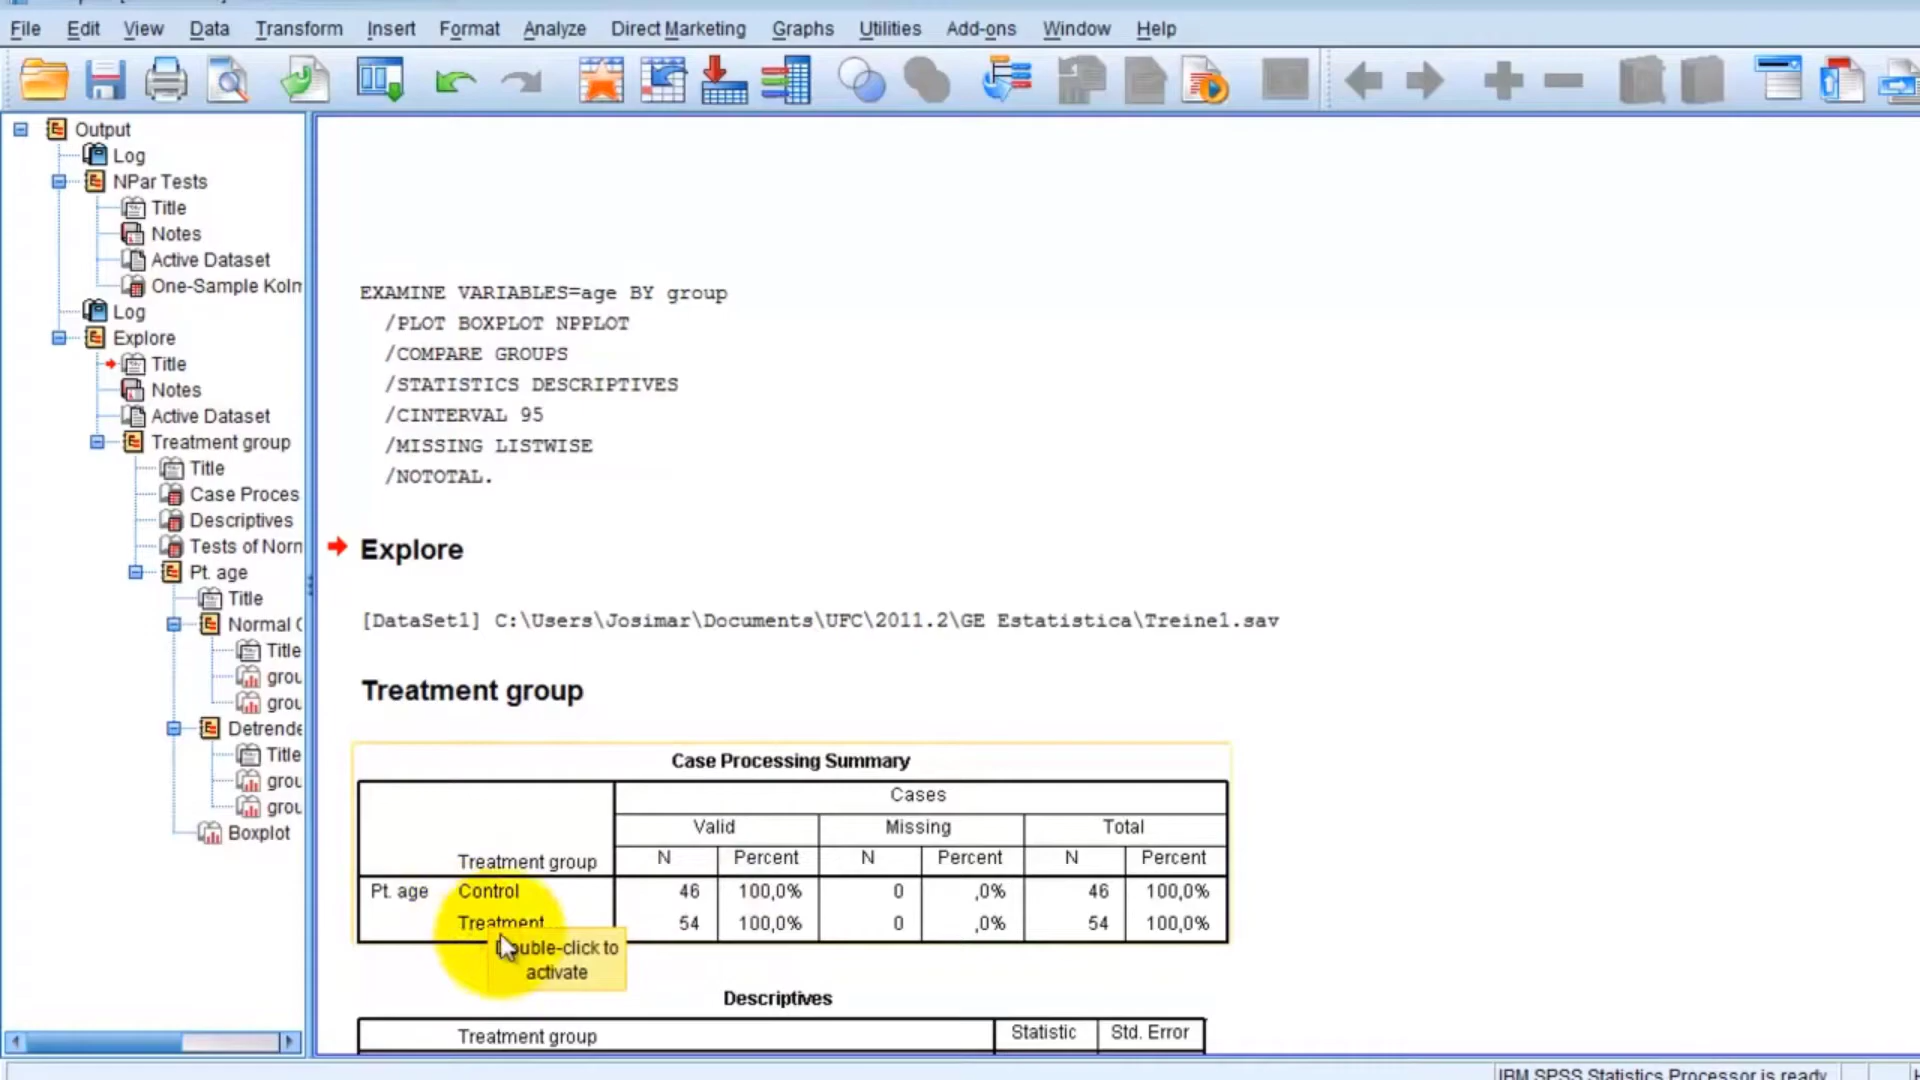 File Edit View Data Transform Insert Format Analyze Direct Marketing Graphs Utilities Add-ons Window Help
Output
Log
NPar Tests
Title
Notes
Active Dataset
One-Sample Kolm
Log
Explore
Title
Notes
Active Dataset
Treatment group
Title
Case Proces
Descriptives
Tests of Norn
Pt. age
Title
Normal
Title
grou
grou
Detrende
Title
grou
grou
Boxplot
EXAMINE VARIABLES=age BY group
/PLOT BOXPLOT NPPLOT
/COMPARE GROUPS
/STATISTICS DESCRIPTIVES
/CINTERVAL 95
/MISSING LISTWISE
/NOTOTAL.
Explore
[DataSet1] C:\Users\Josimar\Documents\UFC\2011.2\GE Estatistica\Treine1.sav
Treatment group
Case Processing Summary
Cases
Valid Missing Total
Treatment group N Percent N Percent N Percent
Pt. age Control 46 100,0% 0 ,0% 46 100,0%
Treatment 54 100,0% 0 ,0% 54 100,0%
Double-click to
activate
Descriptives
Treatment group Statistic Std. Error
IBM SPSS Statistics Processor is ready